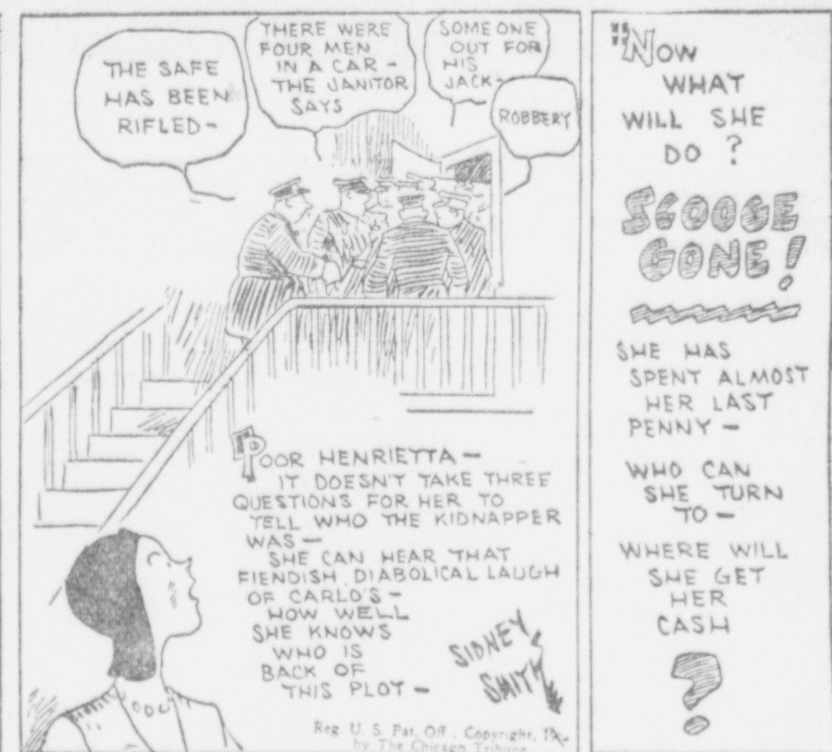 THE SAFE
HAS BEEN
RIFLED-
THERE WERE
FOUR MEN
IN A CAR -
THE JANITOR
SAYS
SOMEONE
OUT FOR
HIS
JACK-
ROBBERY
POOR HENRIETTA -
IT DOESN'T TAKE THREE
QUESTIONS FOR HER TO
TELL WHO THE KIDNAPPER
WAS -
SHE CAN HEAR THAT
FIENDISH, DIABOLICAL LAUGH
OF CARLO'S -
HOW WELL
SHE KNOWS
WHO IS
BACK OF
THIS PLOT -
SIDNEY
SMITH
Reg. U. S. Pat. Off., Copyright,
by The Chicago Tribune
"NOW
WHAT
WILL SHE
DO ?
SCOOGE
GONE!
SHE HAS
SPENT ALMOST
HER LAST
PENNY -
WHO CAN
SHE TURN
TO -
WHERE WILL
SHE GET
HER
CASH
?